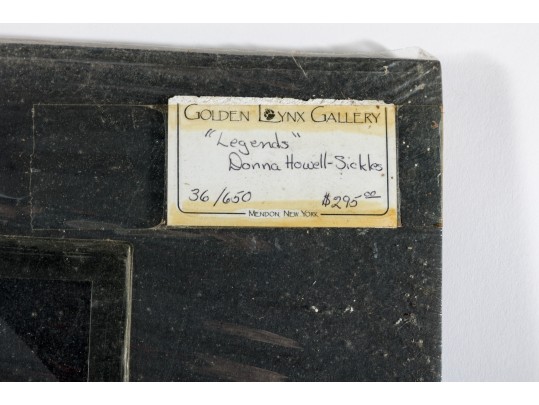 GOLDEN LYNX GALLERY
"Legends"
Donna Howell-Sickles
36/650 $295.00
MENDON, NEW YORK